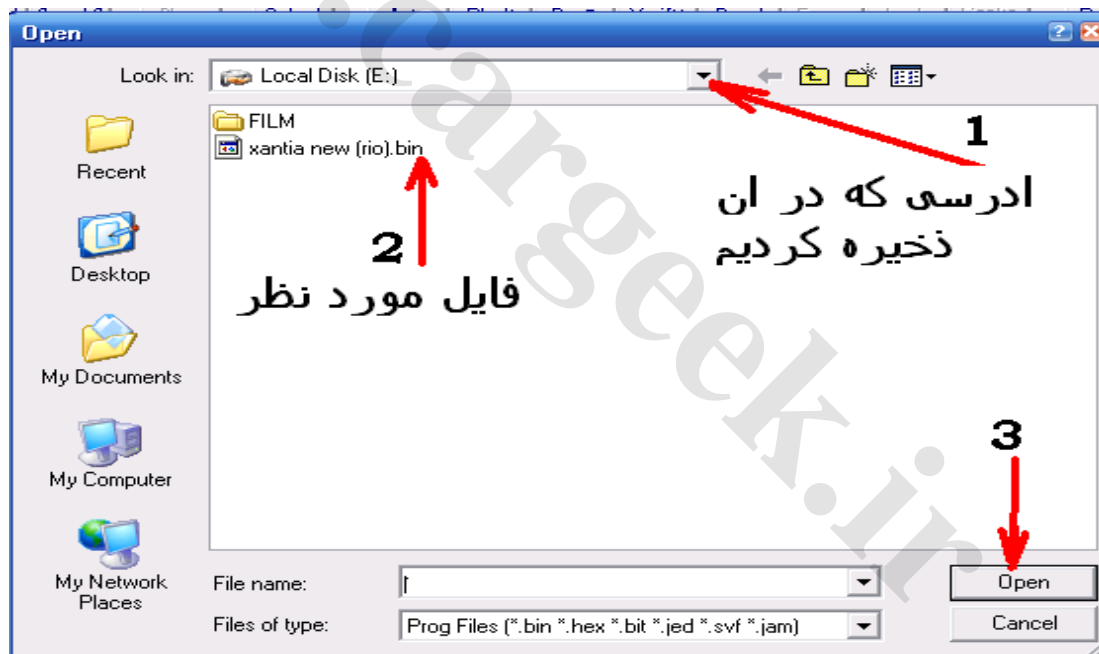 Open
Look in:
Local Disk (E:)
FILM
xantia new (rio).bin
1
ادرسی که در ان
ذخیره کردیم
2
فایل مورد نظر
Recent
Desktop
My Documents
My Computer
My Network
Places
3
File name:
Open
Files of type:
Prog Files (*.bin *.hex *.bit *.jed *.svf *.jam)
Cancel
.cargeek.ir